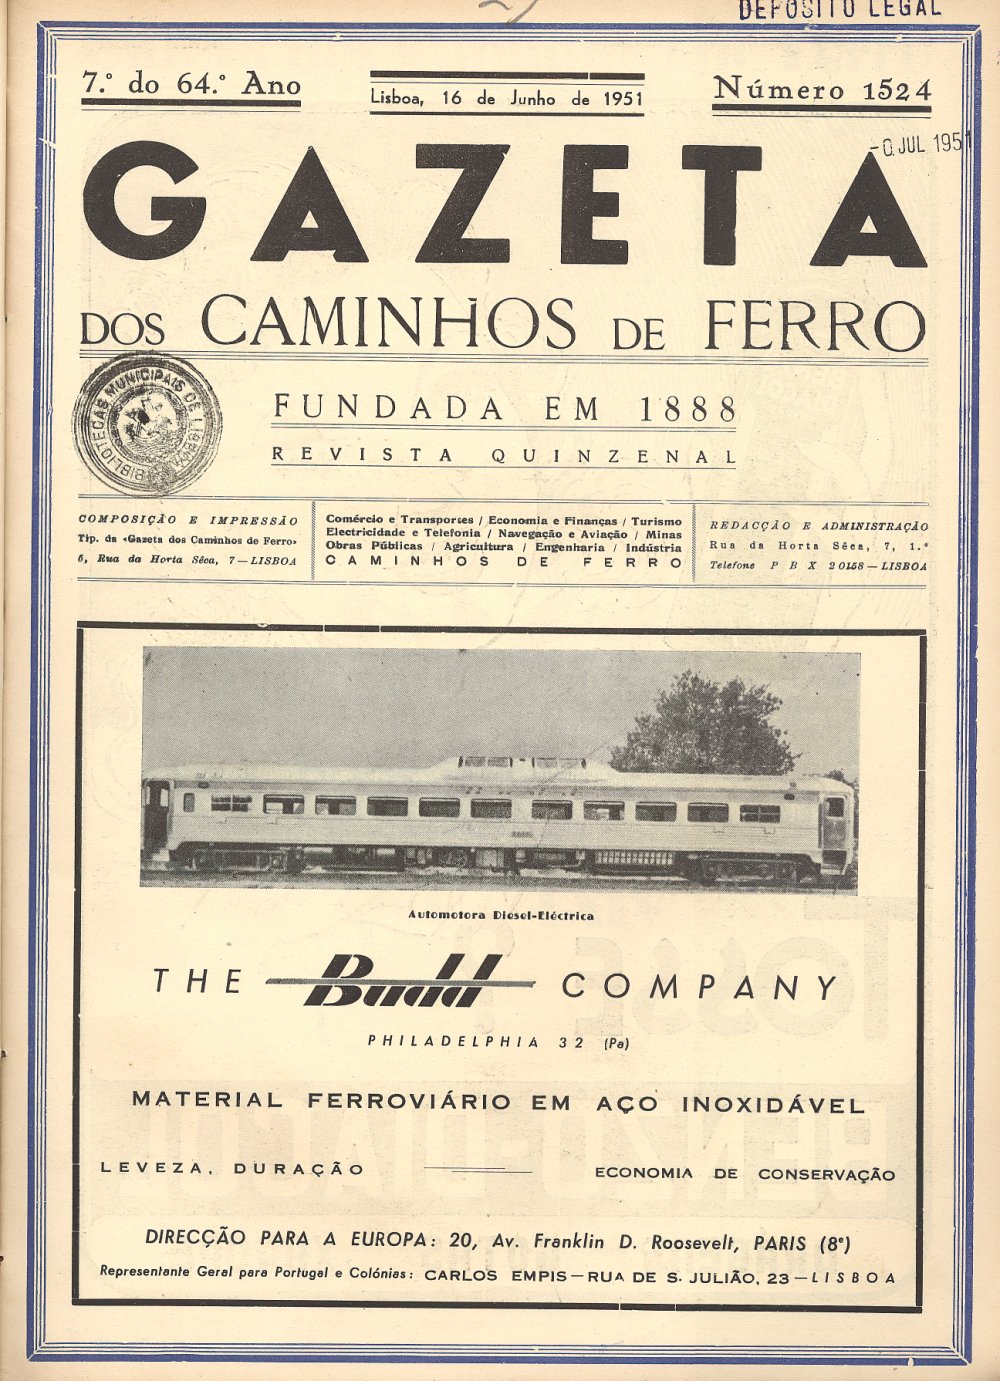 DEPÓSITO LEGAL
7.º do 64.º Ano
Lisboa, 16 de Junho de 1951
Número 1524
JUL 1951
GAZETA
DOS CAMINHOS DE FERRO
BIBLIOTECAS MUNICIPAIS DE LISBOA
FUNDADA EM 1888
REVISTA QUINZENAL
COMPOSIÇÃO E IMPRESSÃO
Tip. da «Gazeta dos Caminhos de Ferro»
5, Rua da Horta Sêca, 7—LISBOA
Comércio e Transportes / Economia e Finanças / Turismo
Electricidade e Telefonia / Navegação e Aviação / Minas
Obras Públicas / Agricultura / Engenharia / Indústria
CAMINHOS DE FERRO
REDACÇÃO E ADMINISTRAÇÃO
Rua da Horta Sêca, 7, 1.º
Telefone P B X 20158—LISBOA
Automotora Diesel-Eléctrica
THE Budd COMPANY
PHILADELPHIA 32 (Pa)
MATERIAL FERROVIÁRIO EM AÇO INOXIDÁVEL
LEVEZA, DURAÇÃO
ECONOMIA DE CONSERVAÇÃO
DIRECÇÃO PARA A EUROPA: 20, Av. Franklin D. Roosevelt, PARIS (8º)
Representante Geral para Portugal e Colónias: CARLOS EMPIS—RUA DE S. JULIÃO, 23—LISBOA